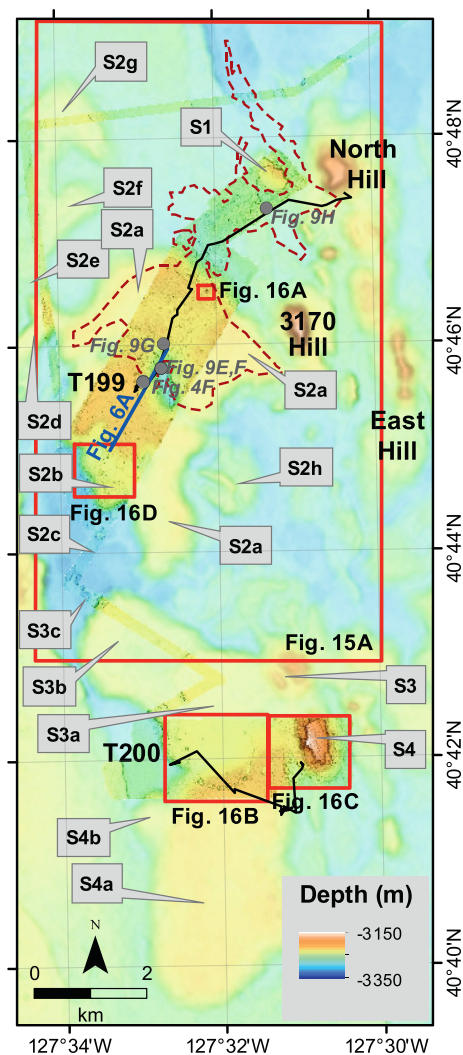 S2g
40°48'N
S1
North
Hill
S2f
Fig. 9H
S2a
S2e
Fig. 16A
3170
Hill
40°46'N
Fig. 9G
Fig. 9E,F
T199
Fig. 4F
S2a
Fig. 6A
S2d
East
Hill
S2b
S2h
Fig. 16D
S2c
S2a
40°44'N
S3c
Fig. 15A
S3b
S3
S3a
T200
S4
40°42'N
Fig. 16C
Fig. 16B
S4b
S4a
Depth (m)
N
-3150
-3350
40°40'N
0 2
km
127°34'W 127°32'W 127°30'W